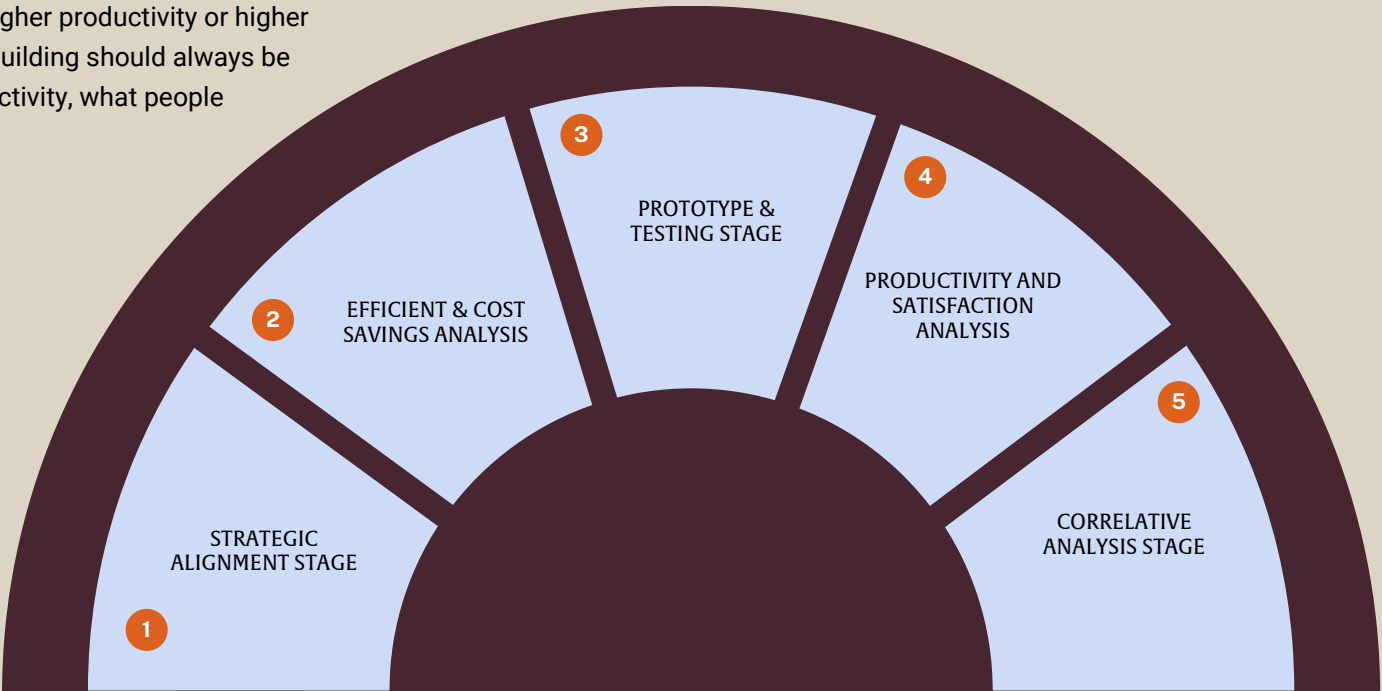 gher productivity or higher
uilding should always be
ctivity, what people
1
STRATEGIC
ALIGNMENT STAGE
2
EFFICIENT & COST
SAVINGS ANALYSIS
3
PROTOTYPE &
TESTING STAGE
4
PRODUCTIVITY AND
SATISFACTION
ANALYSIS
5
CORRELATIVE
ANALYSIS STAGE